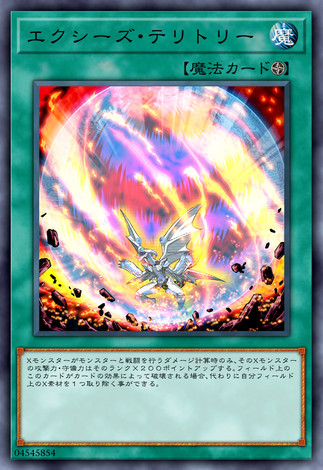 エクシーズ・テリトリー
魔
【魔法カード】
Xモンスターがモンスターと戦闘を行うダメージ計算時のみ、そのXモンスター
の攻撃力・守備力はそのランク×200ポイントアップする。フィールド上の
このカードがカードの効果によって破壊される場合、代わりに自分フィールド
上のX素材を1つ取り除く事ができる。
04545854